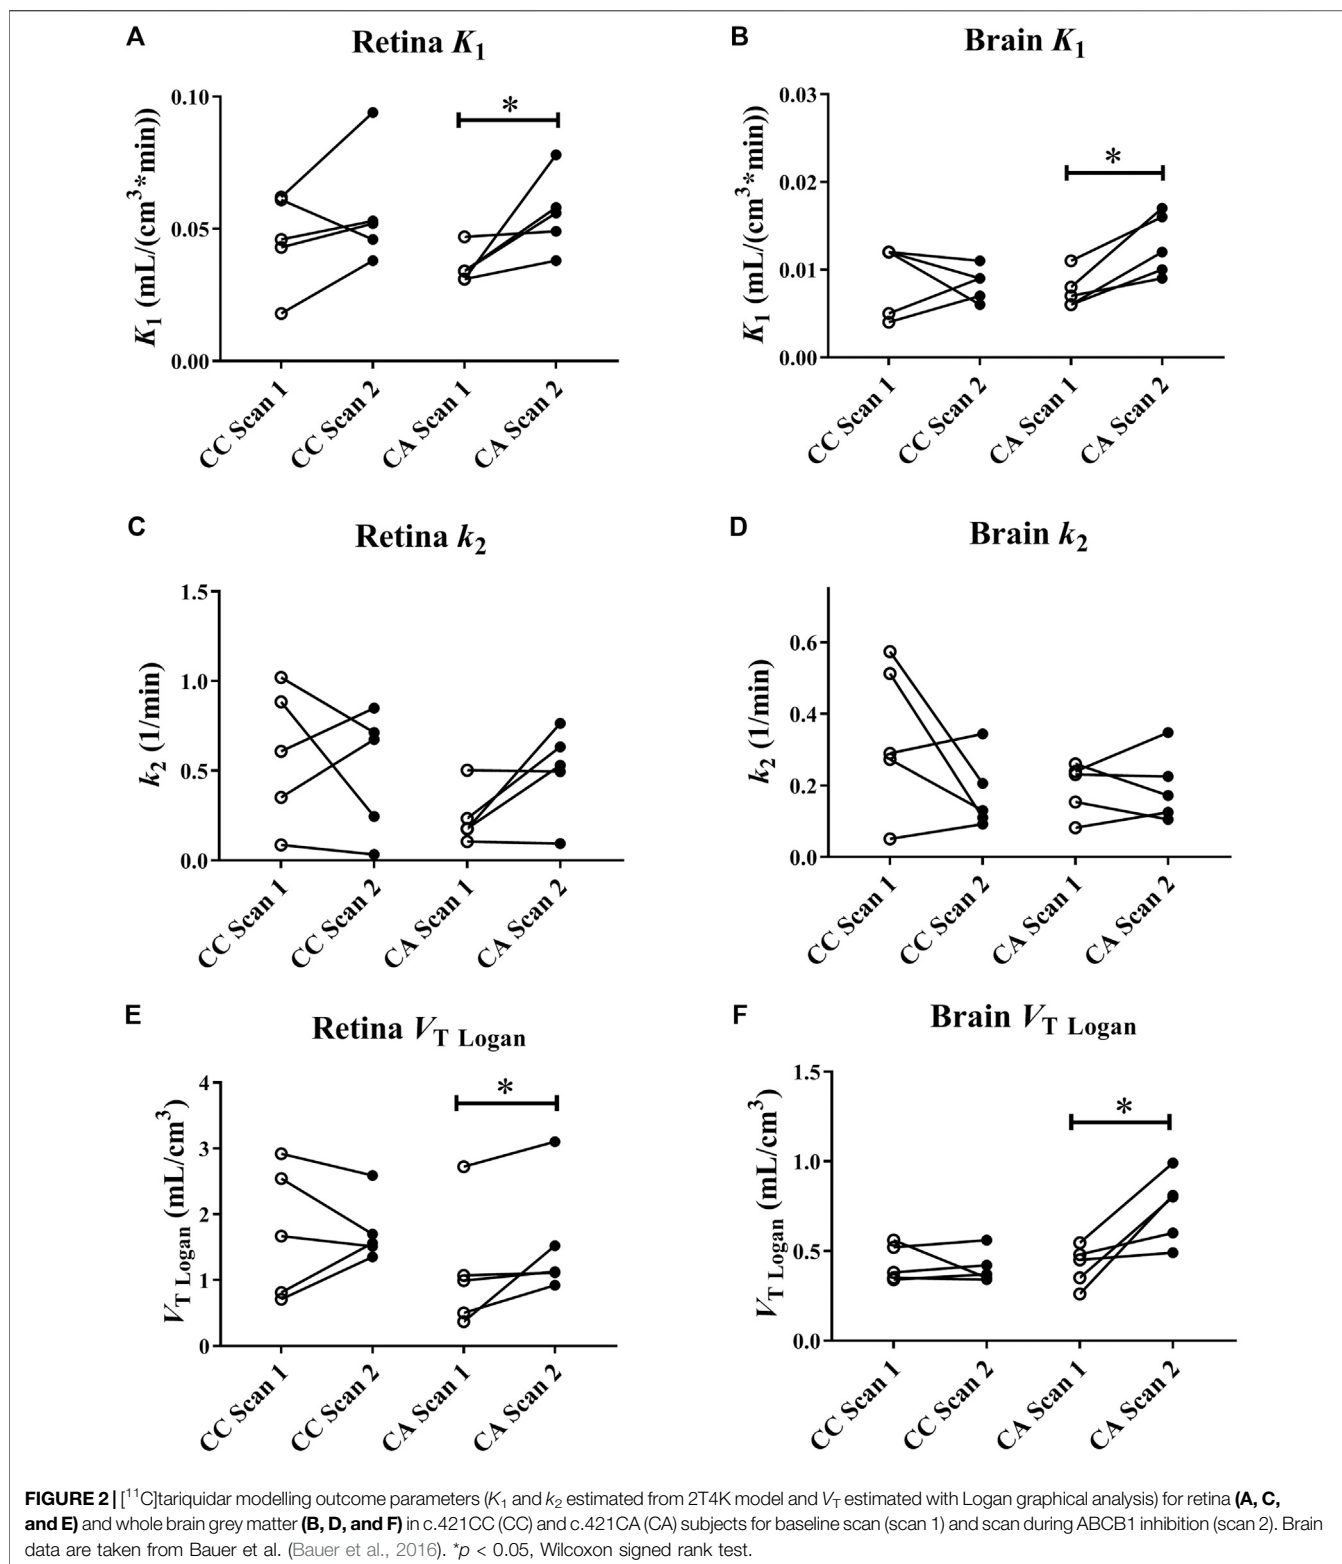 A
Retina K1
K1 (mL/(cm3*min))
0.10
0.05
0.00
*
CC Scan 1
CC Scan 2
CA Scan 1
CA Scan 2
B
Brain K1
K1 (mL/(cm3*min))
0.03
0.02
0.01
0.00
*
CC Scan 1
CC Scan 2
CA Scan 1
CA Scan 2
C
Retina k2
k2 (1/min)
1.5
1.0
0.5
0.0
CC Scan 1
CC Scan 2
CA Scan 1
CA Scan 2
D
Brain k2
k2 (1/min)
0.6
0.4
0.2
0.0
CC Scan 1
CC Scan 2
CA Scan 1
CA Scan 2
E
Retina VT Logan
VT Logan (mL/cm3)
4
3
2
1
0
*
CC Scan 1
CC Scan 2
CA Scan 1
CA Scan 2
F
Brain VT Logan
VT Logan (mL/cm3)
1.5
1.0
0.5
0.0
*
CC Scan 1
CC Scan 2
CA Scan 1
CA Scan 2
FIGURE 2 | [11C]tariquidar modelling outcome parameters (K1 and k2 estimated from 2T4K model and VT estimated with Logan graphical analysis) for retina (A, C,
and E) and whole brain grey matter (B, D, and F) in c.421CC (CC) and c.421CA (CA) subjects for baseline scan (scan 1) and scan during ABCB1 inhibition (scan 2). Brain
data are taken from Bauer et al. (Bauer et al., 2016). *p < 0.05, Wilcoxon signed rank test.